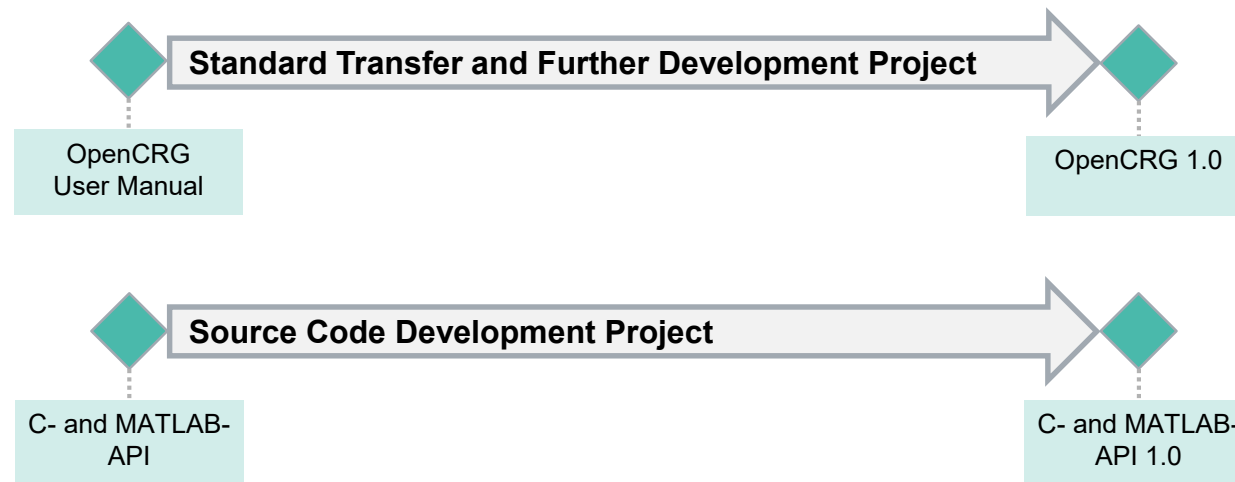 Standard Transfer and Further Development Project
OpenCRG
User Manual
OpenCRG 1.0
Source Code Development Project
C- and MATLAB-
API
C- and MATLAB-
API 1.0